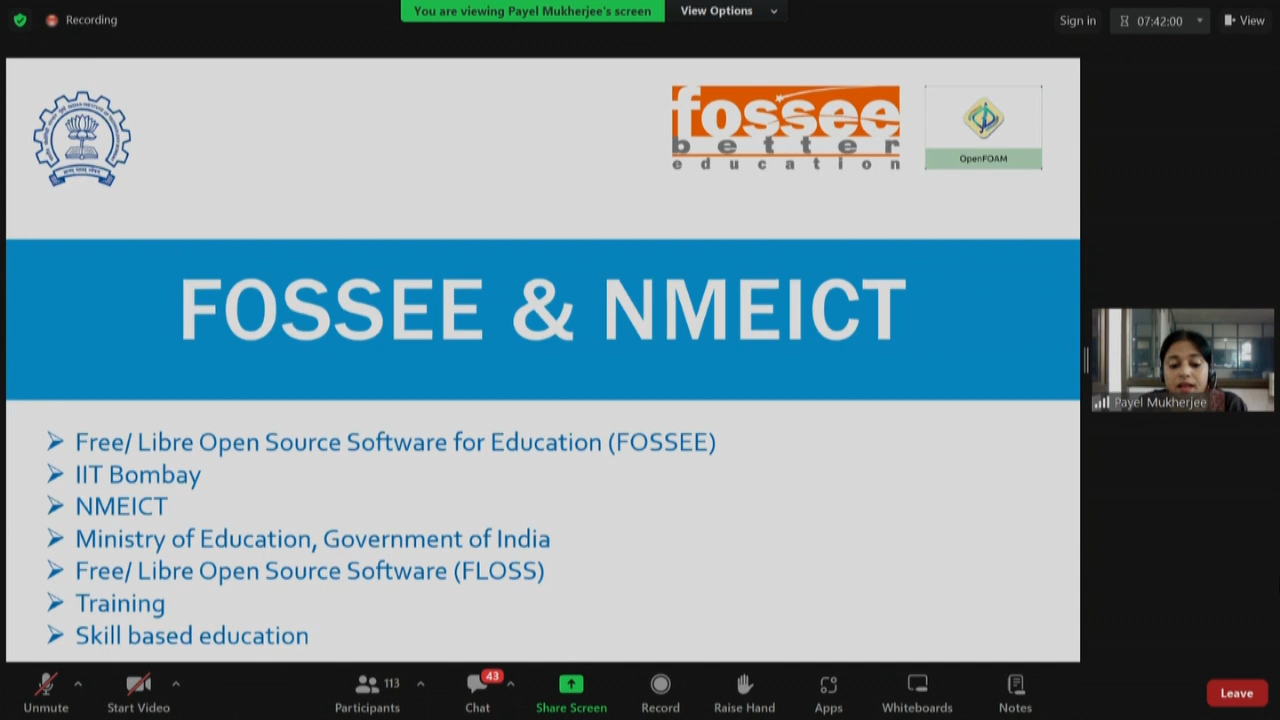 You are viewing Payel Mukherjee's screen
View Options
Recording
Sign in
07:42:00
View
fossee
better
education
OpenFOAM
FOSSEE & NMEICT
Free/ Libre Open Source Software for Education (FOSSEE)
IIT Bombay
NMEICT
Ministry of Education, Government of India
Free/ Libre Open Source Software (FLOSS)
Training
Skill based education
Payel Mukherjee
Unmute
Start Video
Participants
113
Chat
43
Share Screen
Record
Raise Hand
Apps
Whiteboards
Notes
Leave